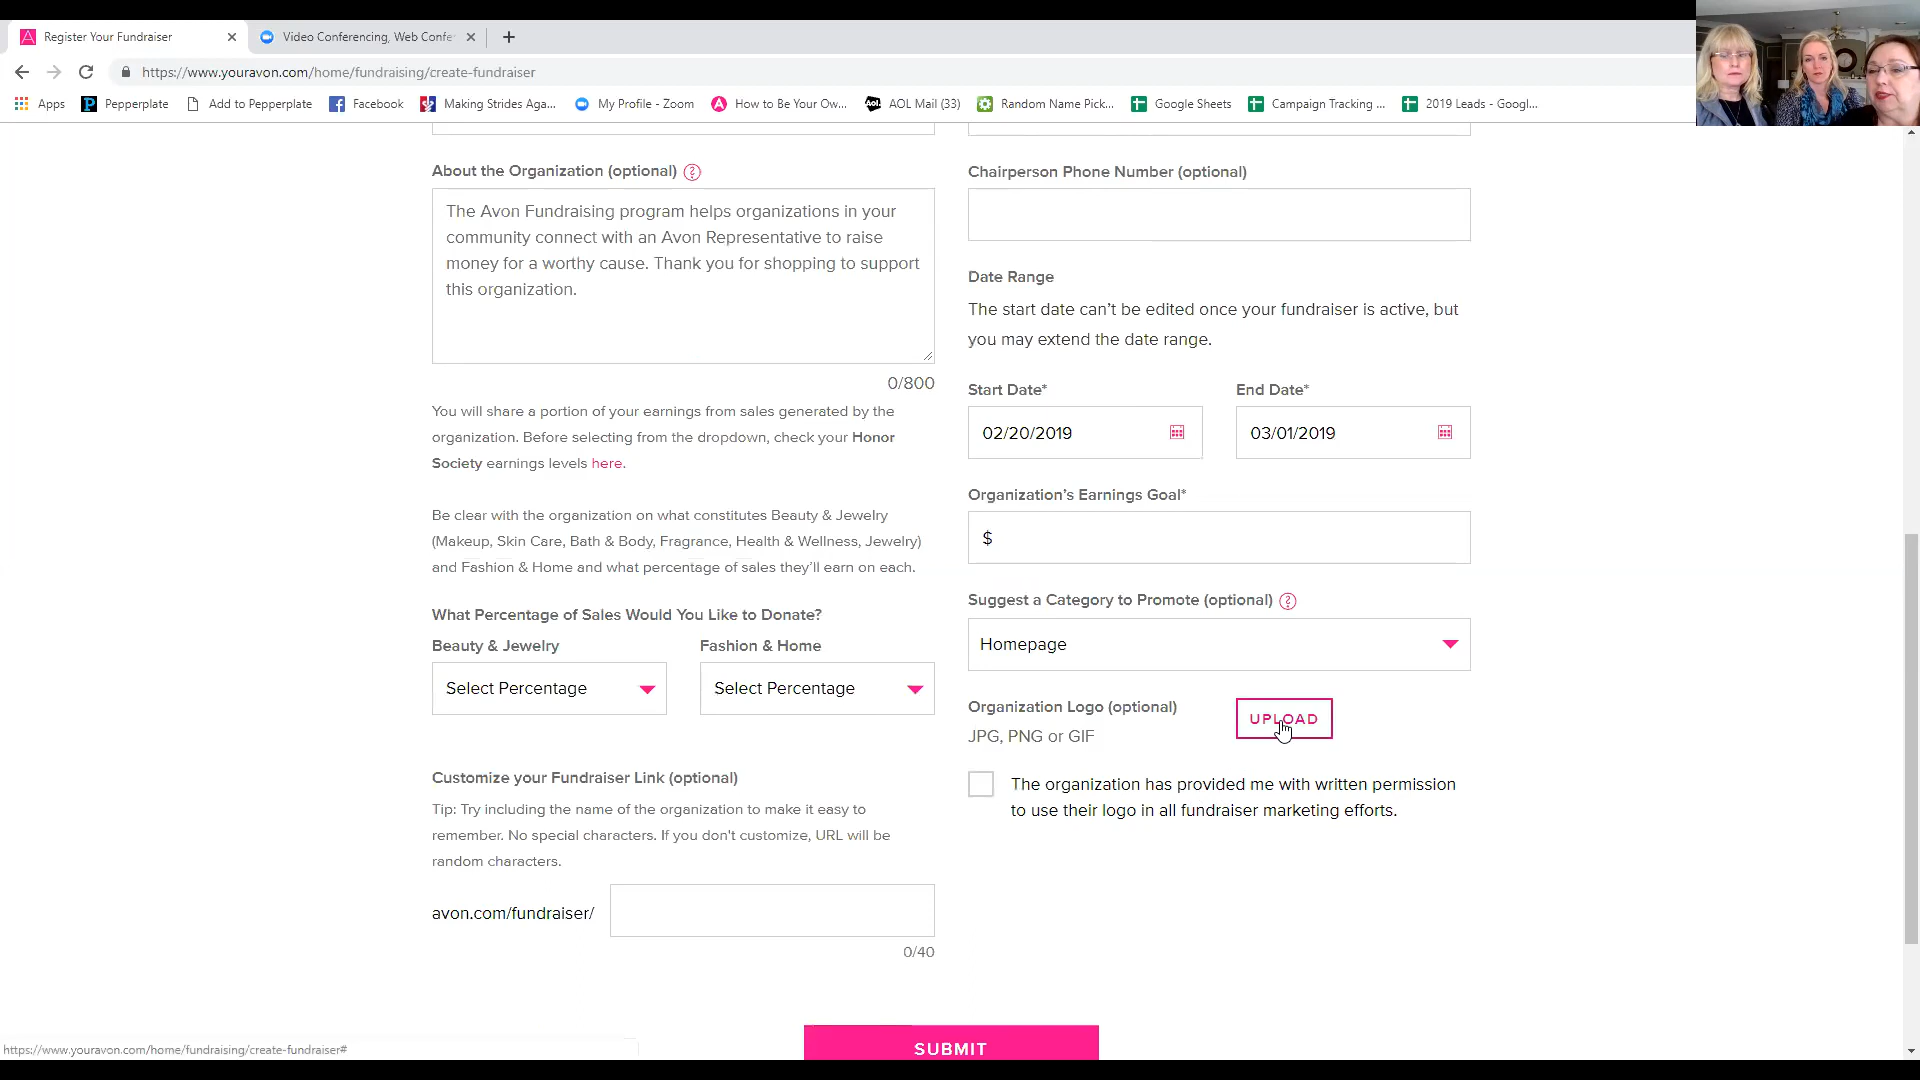 Register Your Fundraiser
Video Conferencing, Web Confe
https://www.youravon.com/home/fundraising/create-fundraiser
Apps
Pepperplate
Add to Pepperplate
Facebook
Making Strides Aga...
My Profile - Zoom
How to Be Your Ow...
Aol.
AOL Mail (33)
Random Name Pick...
Google Sheets
Campaign Tracking ...
2019 Leads - Googl...
About the Organization (optional) ?
The Avon Fundraising program helps organizations in your
community connect with an Avon Representative to raise
money for a worthy cause. Thank you for shopping to support
this organization.
0/800
You will share a portion of your earnings from sales generated by the
organization. Before selecting from the dropdown, check your Honor
Society earnings levels here.
Be clear with the organization on what constitutes Beauty & Jewelry
(Makeup, Skin Care, Bath & Body, Fragrance, Health & Wellness, Jewelry)
and Fashion & Home and what percentage of sales they'll earn on each.
What Percentage of Sales Would You Like to Donate?
Beauty & Jewelry
Select Percentage
Fashion & Home
Select Percentage
Customize your Fundraiser Link (optional)
Tip: Try including the name of the organization to make it easy to
remember. No special characters. If you don't customize, URL will be
random characters.
avon.com/fundraiser/
0/40
Chairperson Phone Number (optional)
Date Range
The start date can't be edited once your fundraiser is active, but
you may extend the date range.
Start Date*
02/20/2019
End Date*
03/01/2019
Organization's Earnings Goal*
$
Suggest a Category to Promote (optional) ?
Homepage
Organization Logo (optional)
JPG, PNG or GIF
UPLOAD
The organization has provided me with written permission
to use their logo in all fundraiser marketing efforts.
SUBMIT
https://www.youravon.com/home/fundraising/create-fundraiser#